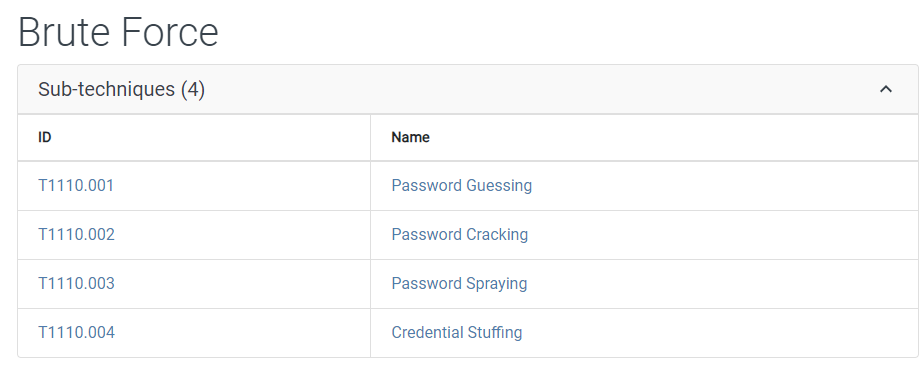 Brute Force
Sub-techniques (4)
ID Name
T1110.001 Password Guessing
T1110.002 Password Cracking
T1110.003 Password Spraying
T1110.004 Credential Stuffing